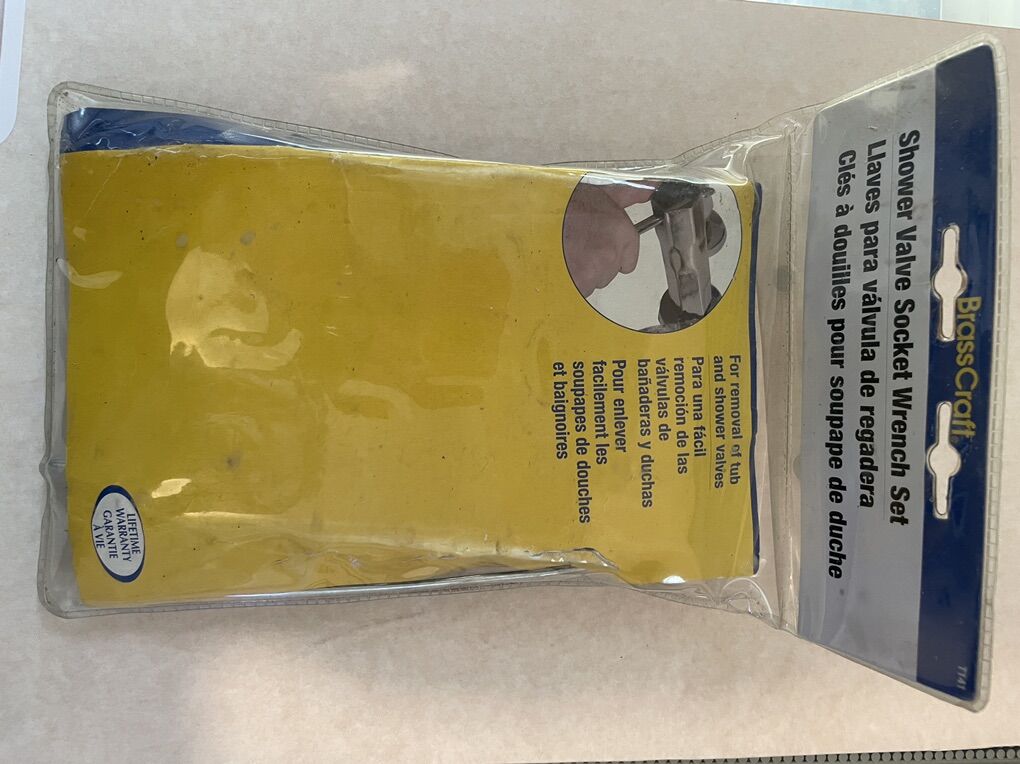 BrassCraft®
Shower Valve Socket Wrench Set
Llaves para válvula de regadera
Clés à douilles pour soupape de duche
T141
For removal of tub
and shower valves
Para una fácil
remoción de las
válvulas de
bañaderas y duchas
Pour enlever
facilement les
soupapes de douches
et baignoires
LIFETIME
WARRANTY
GARANTIE
À VIE